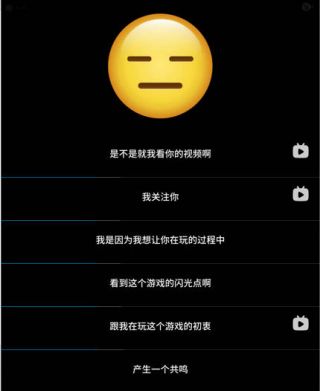 是不是就我看你的视频啊
我关注你
我是因为我想让你在玩的过程中
看到这个游戏的闪光点啊
跟我在玩这个游戏的初衷
产生一个共鸣